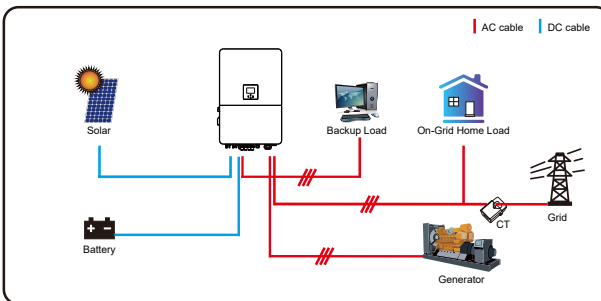 AC cable
DC cable
Solar
Backup Load
On-Grid Home Load
CT
Grid
Battery
Generator